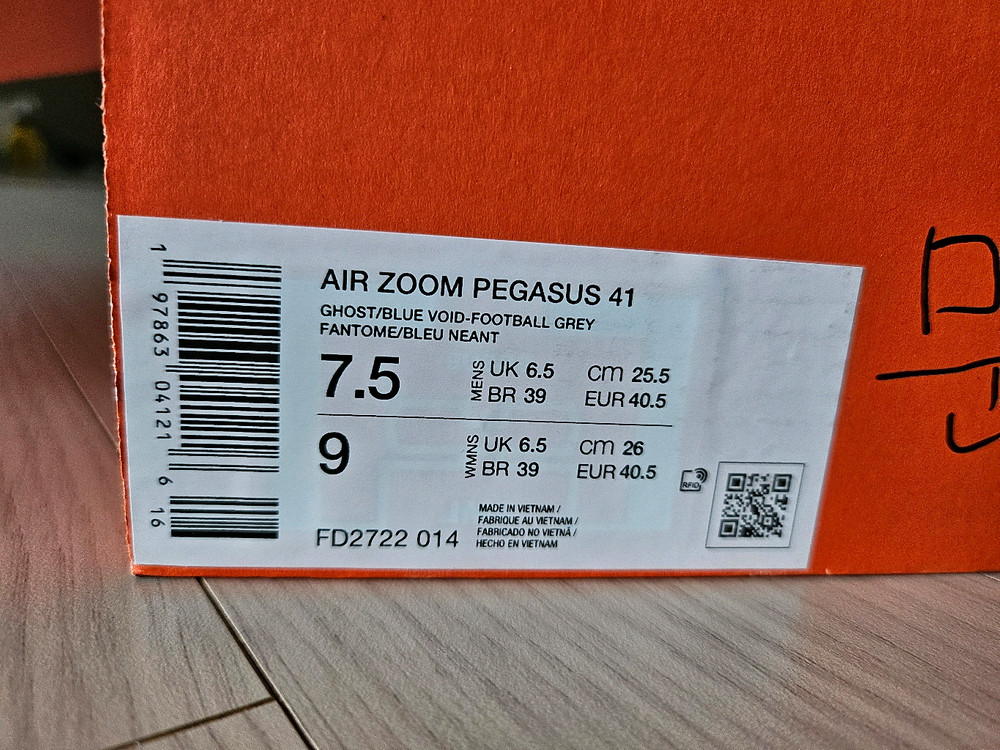 AIR ZOOM PEGASUS 41
GHOST/BLUE VOID-FOOTBALL GREY
FANTOME/BLEU NEANT
7.5 MENS UK 6.5 cm 25.5
BR 39 EUR 40.5
9 WMNS UK 6.5 cm 26
BR 39 EUR 40.5
FD2722 014
MADE IN VIETNAM /
FABRIQUE AU VIETNAM /
FABRICADO NO VIETNÃ /
HECHO EN VIETNAM
RFID
1 97863 04121 6 16